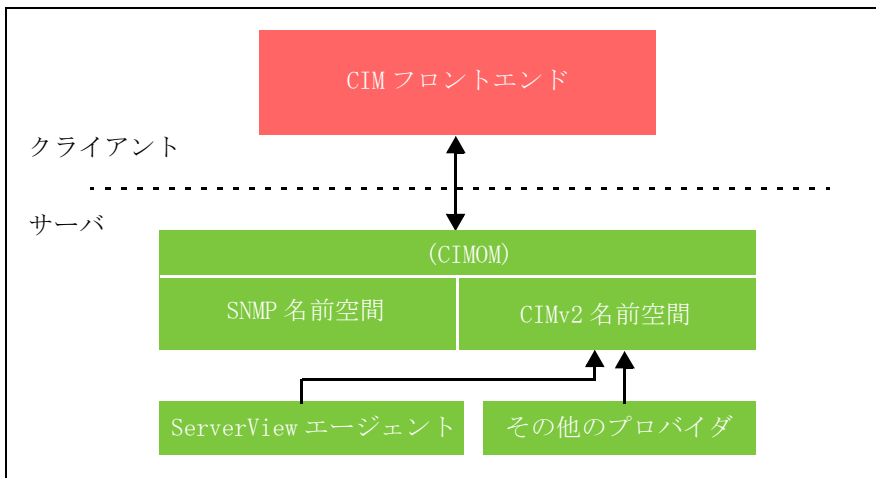 CIM フロントエンド
クライアント
サーバ
(CIMOM)
SNMP 名前空間
CIMv2 名前空間
ServerView エージェント
その他のプロバイダ